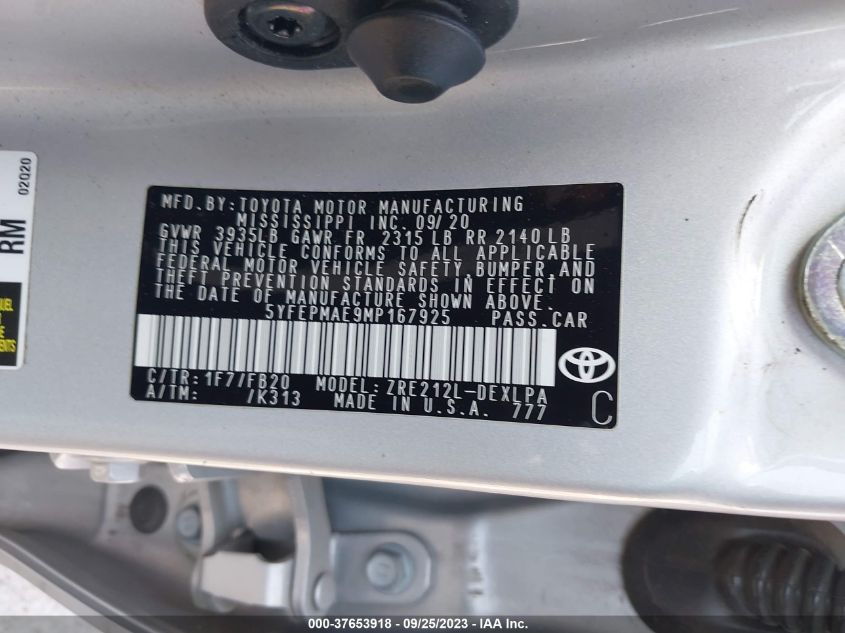 MFD. BY: TOYOTA MOTOR MANUFACTURING
MISSISSIPPI INC. 09/20
GVWR 3935LB GAWR FR 2315 LB RR 2140 LB
THIS VEHICLE CONFORMS TO ALL APPLICABLE
FEDERAL MOTOR VEHICLE SAFETY, BUMPER, AND
THEFT PREVENTION STANDARDS IN EFFECT ON
THE DATE OF MANUFACTURE SHOWN ABOVE.
5YFEPMAE9MP167925 PASS. CAR
C/TR: 1F7/FB20 MODEL: ZRE212L-DEXLPA
A/TM: /K313 MADE IN U.S.A. 777
C
RM
02020
000-37653918 - 09/25/2023 - IAA Inc.